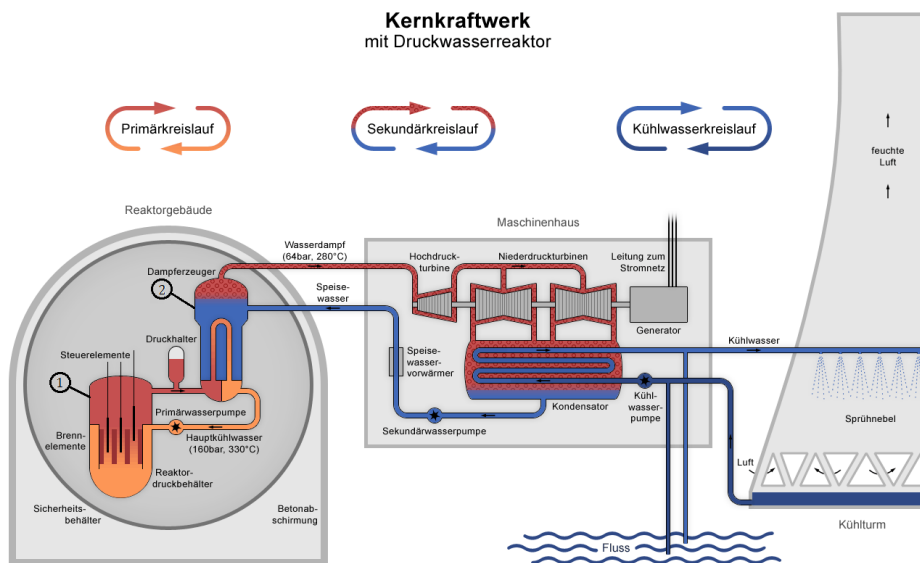 Kernkraftwerk
mit Druckwasserreaktor
Primärkreislauf
Sekundärkreislauf
Kühlwasserkreislauf
feuchte
Luft
Reaktorgebäude
Maschinenhaus
Wasserdampf
(64bar, 280°C)
Hochdruck-
turbine
Niederdruckturbinen
Leitung zum
Stromnetz
Dampferzeuger
2
Speise-
wasser
Generator
Druckhalter
Steuerelemente
1
Speise-
wasser-
vorwärmer
Kühlwasser
Primärwasserpumpe
Kondensator
Kühl-
wasser-
pumpe
Sprühnebel
Sekundärwasserpumpe
Brenn-
elemente
Hauptkühlwasser
(160bar, 330°C)
Reaktor-
druckbehälter
Luft
Sicherheits-
behälter
Betonab-
schirmung
Kühlturm
Fluss